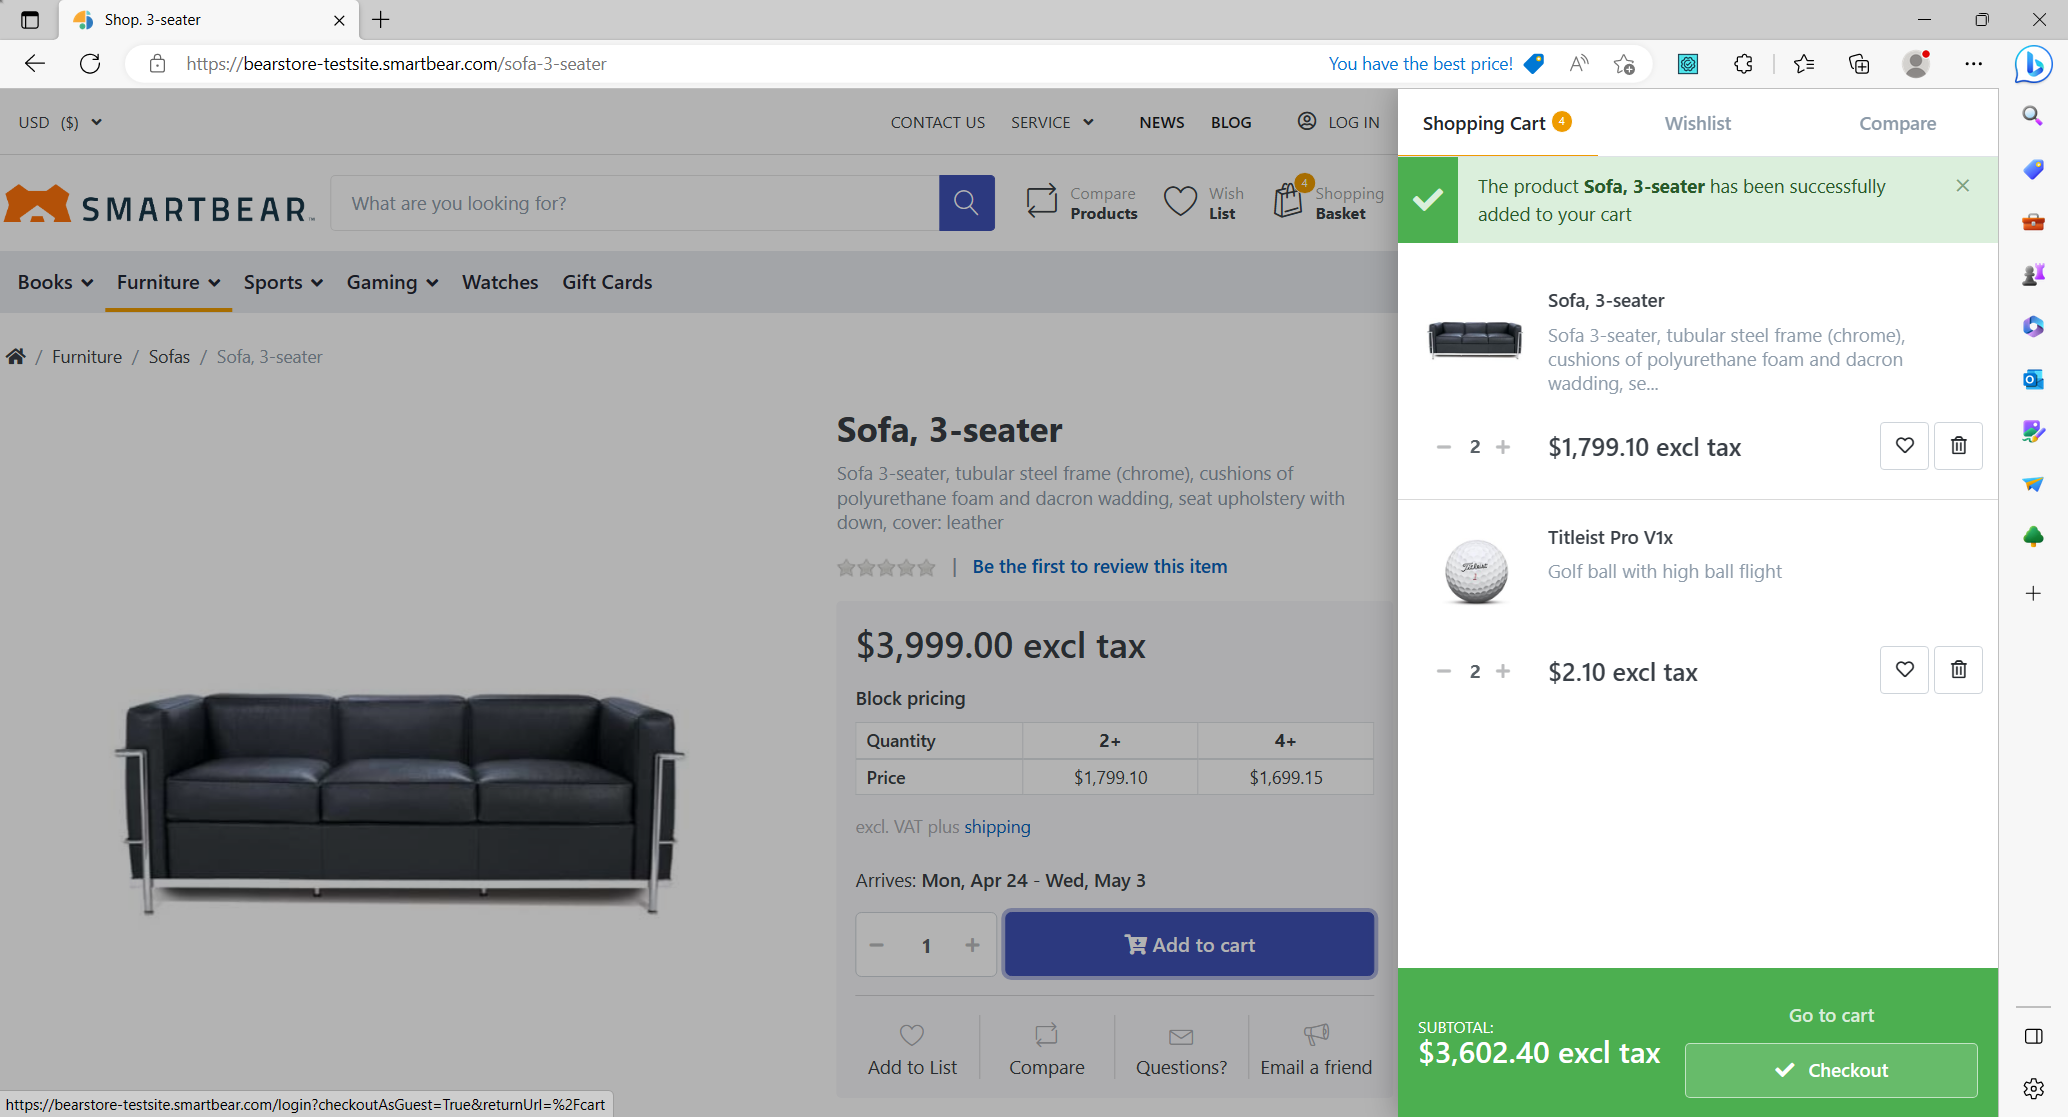 Shop. 3-seater
https://bearstore-testsite.smartbear.com/sofa-3-seater
You have the best price!
USD ($)
CONTACT US
SERVICE
NEWS
BLOG
LOG IN
SMARTBEAR
What are you looking for?
Compare
Products
Wish
List
4
Shopping
Basket
Books
Furniture
Sports
Gaming
Watches
Gift Cards
/ Furniture / Sofas / Sofa, 3-seater
Sofa, 3-seater
Sofa 3-seater, tubular steel frame (chrome), cushions of
polyurethane foam and dacron wadding, seat upholstery with
down, cover: leather
| Be the first to review this item
$3,999.00 excl tax
Block pricing
Quantity 2+ 4+
Price $1,799.10 $1,699.15
excl. VAT plus shipping
Arrives: Mon, Apr 24 - Wed, May 3
− 1 +
Add to cart
Add to List
Compare
Questions?
Email a friend
Shopping Cart 4
Wishlist
Compare
The product Sofa, 3-seater has been successfully
added to your cart
Sofa, 3-seater
Sofa 3-seater, tubular steel frame (chrome),
cushions of polyurethane foam and dacron
wadding, se...
− 2 + $1,799.10 excl tax
Titleist Pro V1x
Golf ball with high ball flight
Titleist
1
− 2 + $2.10 excl tax
SUBTOTAL:
$3,602.40 excl tax
Go to cart
Checkout
https://bearstore-testsite.smartbear.com/login?checkoutAsGuest=True&returnUrl=%2Fcart